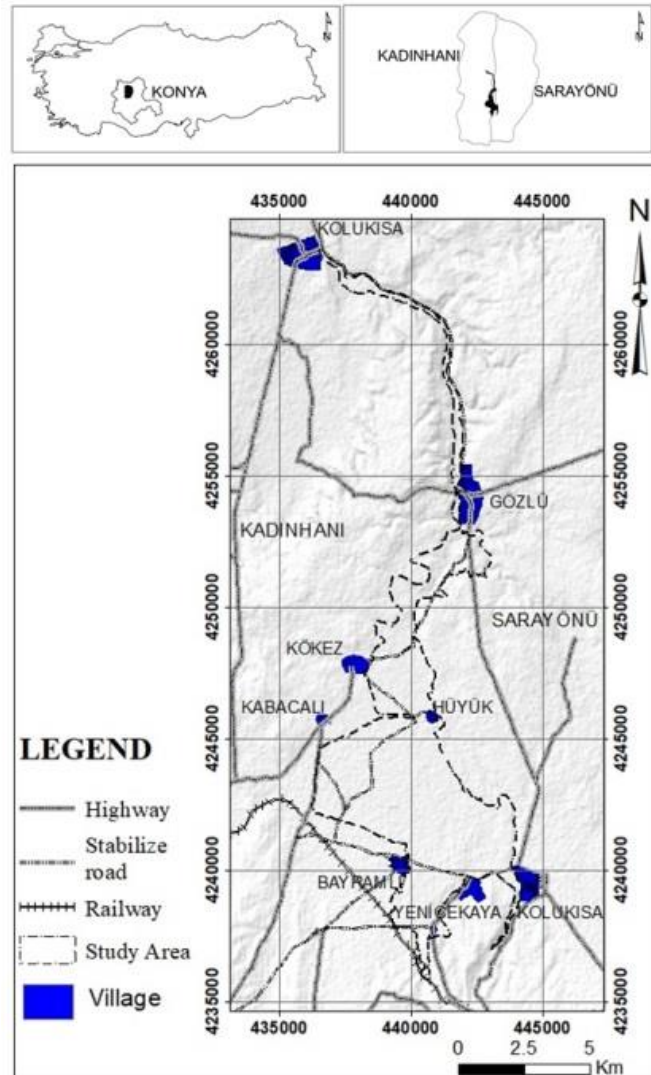 N
KONYA
N
KADINHANI
SARAYÖNÜ
435000 440000 445000
N
KOLUKISA
4260000 4260000
4255000 4255000
GÖZLÜ
KADINHANI
4250000 4250000
SARAYÖNÜ
KÖKEZ
KABACALI HÜYÜK
4245000 4245000
LEGEND
Highway
Stabilize
road
Railway
Study Area
Village
4240000 4240000
BAYRAMLI
YENİCEKAYA KOLUKISA
4235000 4235000
435000 440000 445000
0 2.5 5
Km